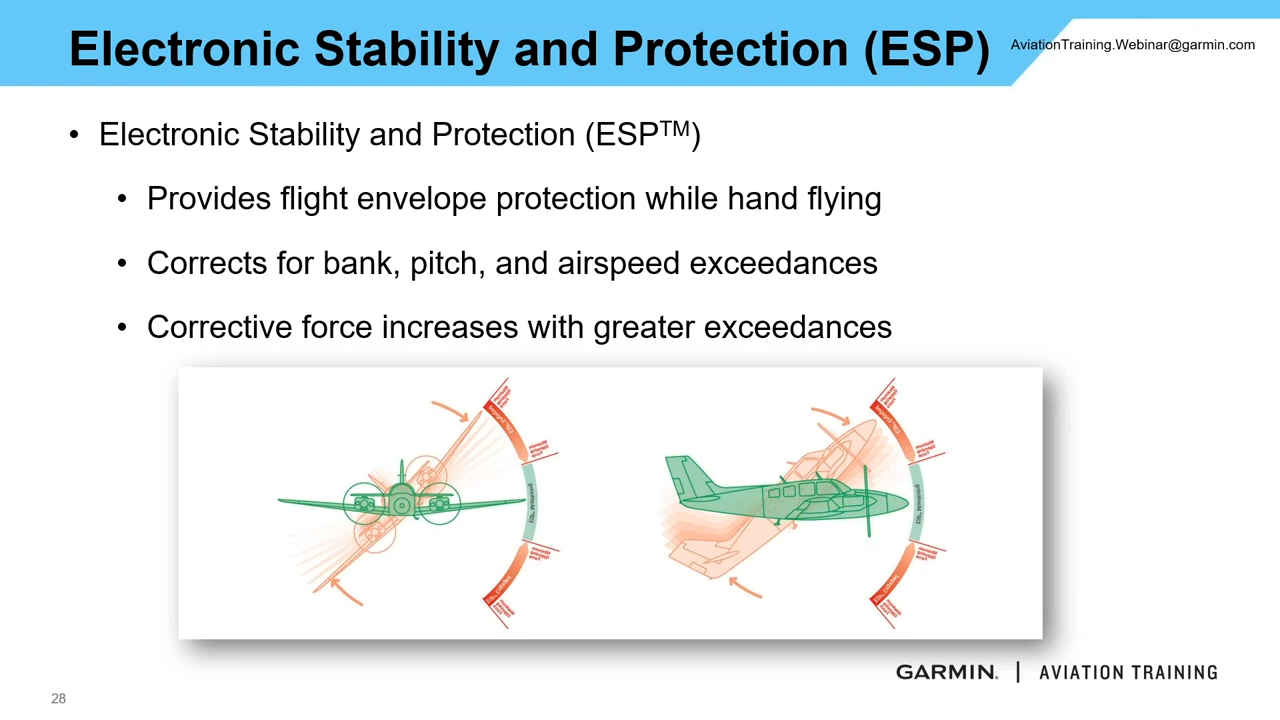 Electronic Stability and Protection (ESP)
AviationTraining.Webinar@garmin.com
• Electronic Stability and Protection (ESP™)
• Provides flight envelope protection while hand flying
• Corrects for bank, pitch, and airspeed exceedances
• Corrective force increases with greater exceedances
GARMIN. | AVIATION TRAINING
28